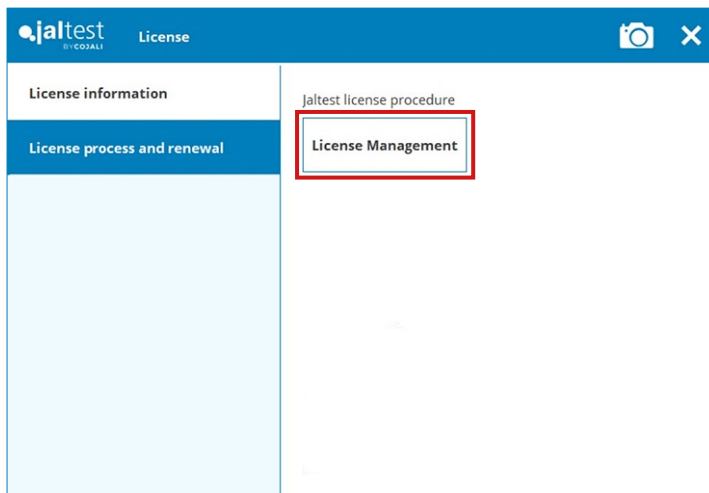 jaltest
BY COJALI
License
License information
License process and renewal
Jaltest license procedure
License Management